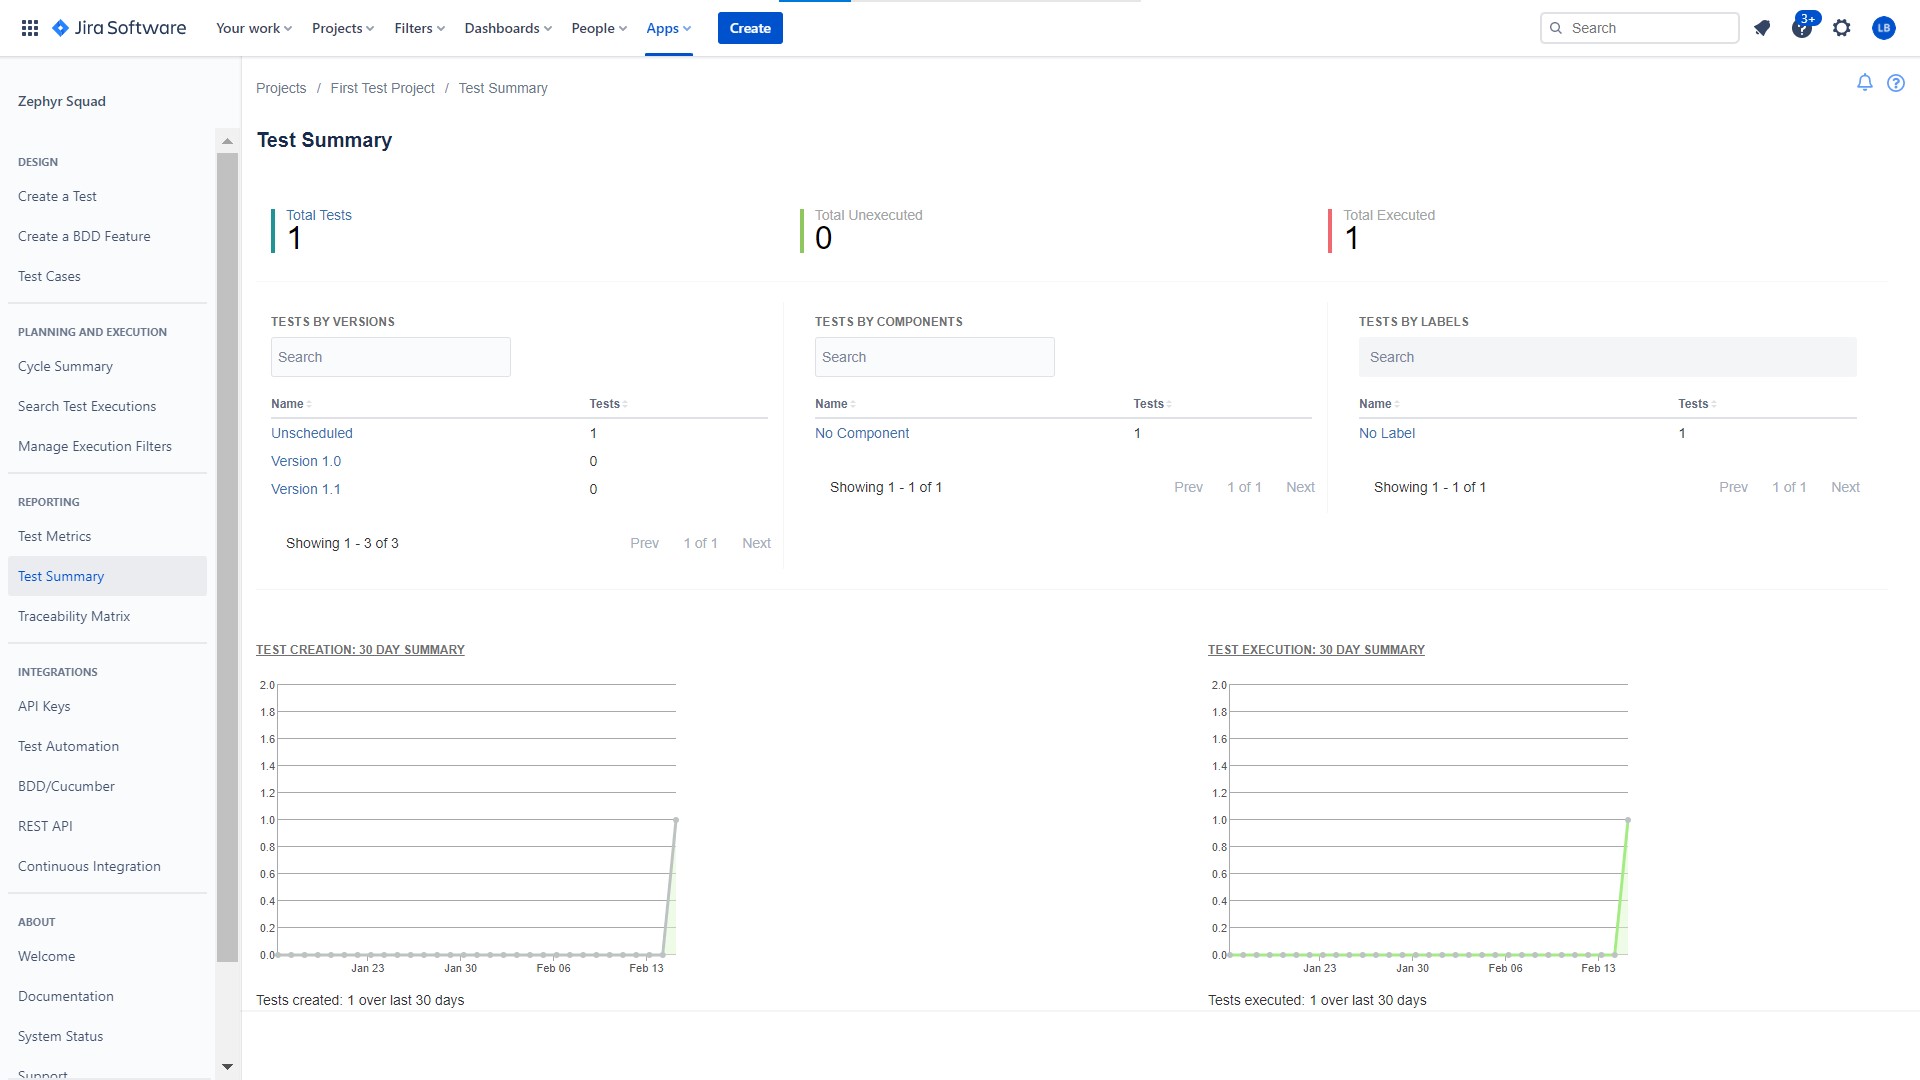 Jira Software Your work Projects Filters Dashboards People Apps Create Search 3+ LB
Zephyr Squad
DESIGN
Create a Test
Create a BDD Feature
Test Cases
PLANNING AND EXECUTION
Cycle Summary
Search Test Executions
Manage Execution Filters
REPORTING
Test Metrics
Test Summary
Traceability Matrix
INTEGRATIONS
API Keys
Test Automation
BDD/Cucumber
REST API
Continuous Integration
ABOUT
Welcome
Documentation
System Status
Support
Projects / First Test Project / Test Summary
Test Summary
Total Tests
1
Total Unexecuted
0
Total Executed
1
TESTS BY VERSIONS
Search
Name Tests
Unscheduled 1
Version 1.0 0
Version 1.1 0
Showing 1 - 3 of 3 Prev 1 of 1 Next
TESTS BY COMPONENTS
Search
Name Tests
No Component 1
Showing 1 - 1 of 1 Prev 1 of 1 Next
TESTS BY LABELS
Search
Name Tests
No Label 1
Showing 1 - 1 of 1 Prev 1 of 1 Next
TEST CREATION: 30 DAY SUMMARY
2.0
1.8
1.6
1.4
1.2
1.0
0.8
0.6
0.4
0.2
0.0
Jan 23 Jan 30 Feb 06 Feb 13
Tests created: 1 over last 30 days
TEST EXECUTION: 30 DAY SUMMARY
2.0
1.8
1.6
1.4
1.2
1.0
0.8
0.6
0.4
0.2
0.0
Jan 23 Jan 30 Feb 06 Feb 13
Tests executed: 1 over last 30 days